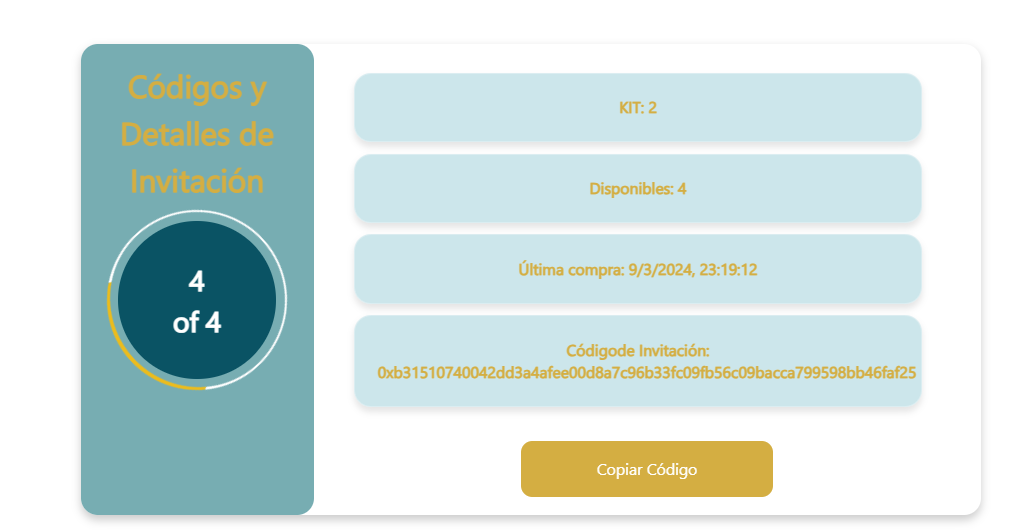 Códigos y
Detalles de
Invitación
4
of 4
KIT: 2
Disponibles: 4
Última compra: 9/3/2024, 23:19:12
Códigode Invitación:
0xb31510740042dd3a4afee00d8a7c96b33fc09fb56c09bacca799598bb46faf25
Copiar Código